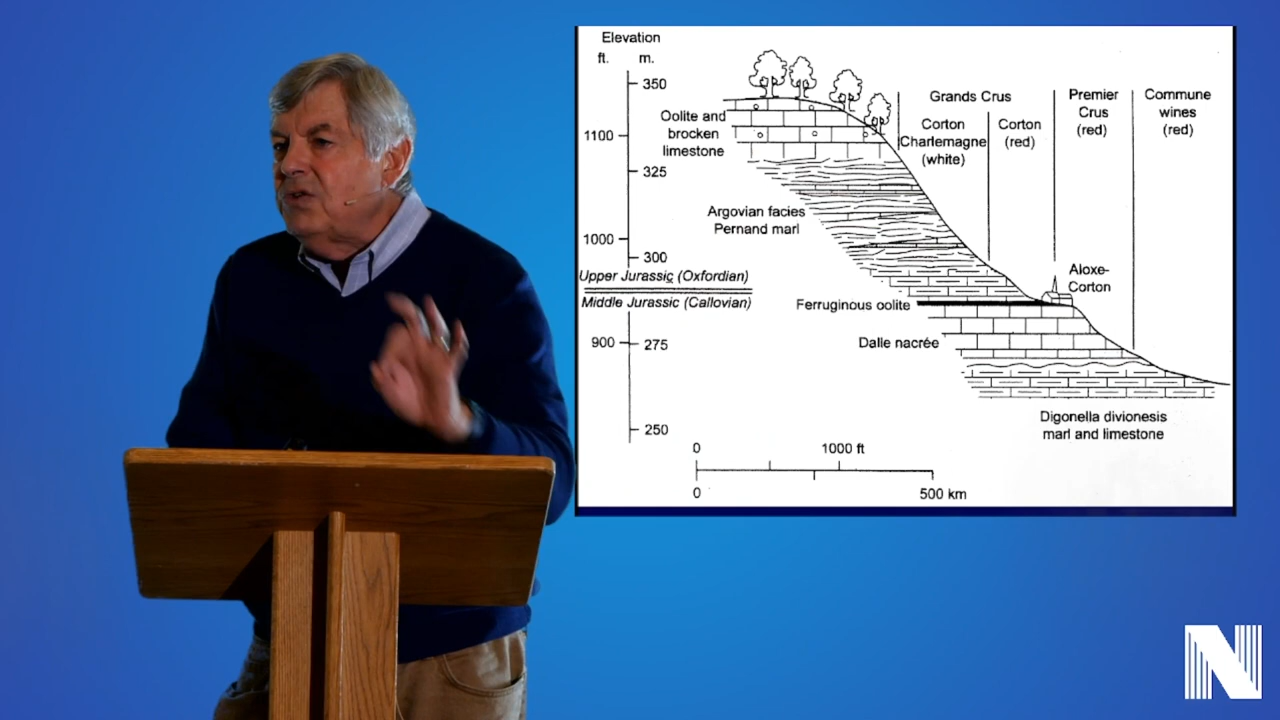 Elevation
ft. m.
350
1100
325
1000
300
900
275
250
Oolite and
brocken
limestone
Argovian facies
Pernand marl
Upper Jurassic (Oxfordian)
Middle Jurassic (Callovian)
Ferruginous oolite
Dalle nacrée
Digonella divionesis
marl and limestone
Grands Crus
Corton
Charlemagne
(white)
Corton
(red)
Premier
Crus
(red)
Commune
wines
(red)
Aloxe-
Corton
0 1000 ft
0 500 km
N